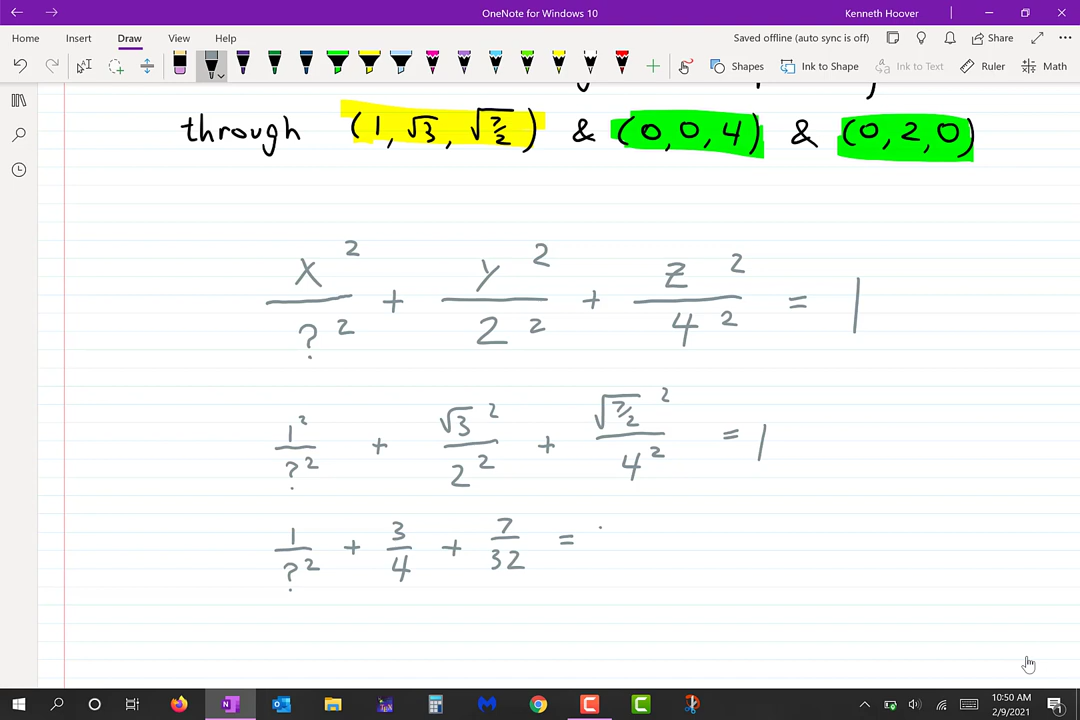 OneNote for Windows 10
Kenneth Hoover
Home Insert Draw View Help
Saved offline (auto sync is off)
Share
Shapes Ink to Shape Ink to Text Ruler Math
through (1, √3, √7/2) & (0, 0, 4) & (0, 2, 0)
x²/?² + y²/2² + z²/4² = 1
1²/?² + √3²/2² + √7/2²/4² = 1
1/?² + 3/4 + 7/32 =
10:50 AM
2/9/2021